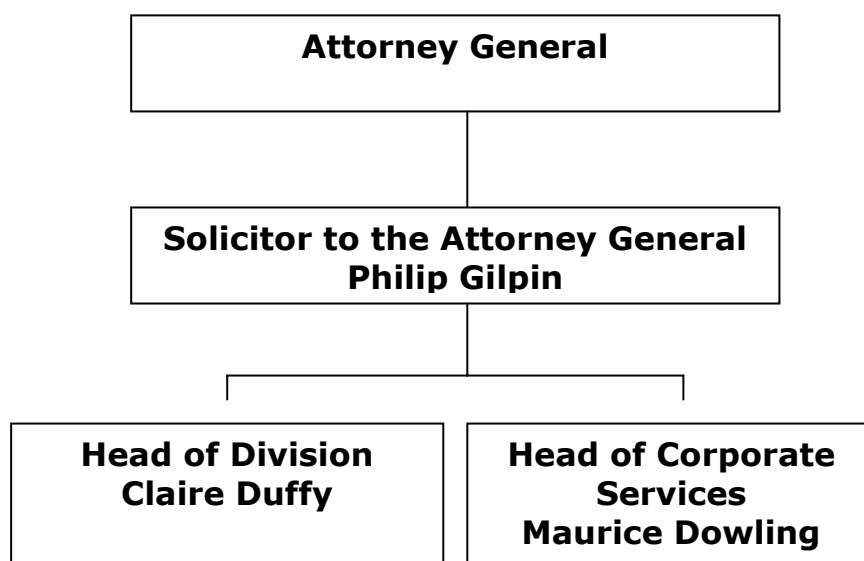 Attorney General
Solicitor to the Attorney General
Philip Gilpin
Head of Division
Claire Duffy
Head of Corporate
Services
Maurice Dowling